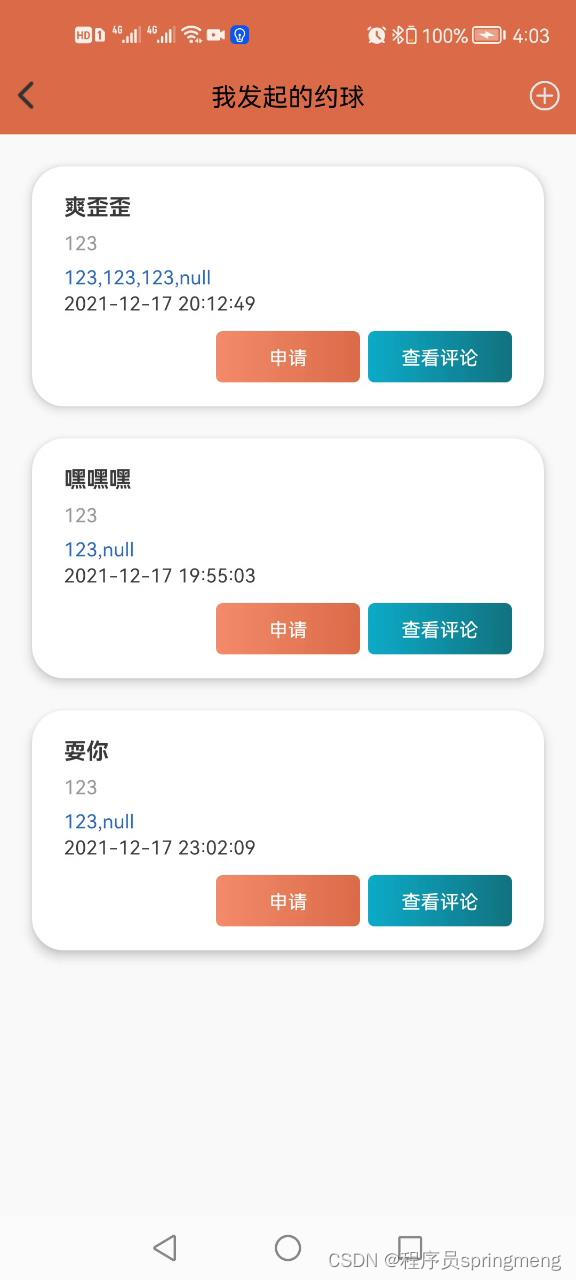 HD 1 4G 4G 100% 4:03
我发起的约球
爽歪歪
123
123,123,123,null
2021-12-17 20:12:49
申请 查看评论
嘿嘿嘿
123
123,null
2021-12-17 19:55:03
申请 查看评论
耍你
123
123,null
2021-12-17 23:02:09
申请 查看评论
CSDN @程序员springmeng